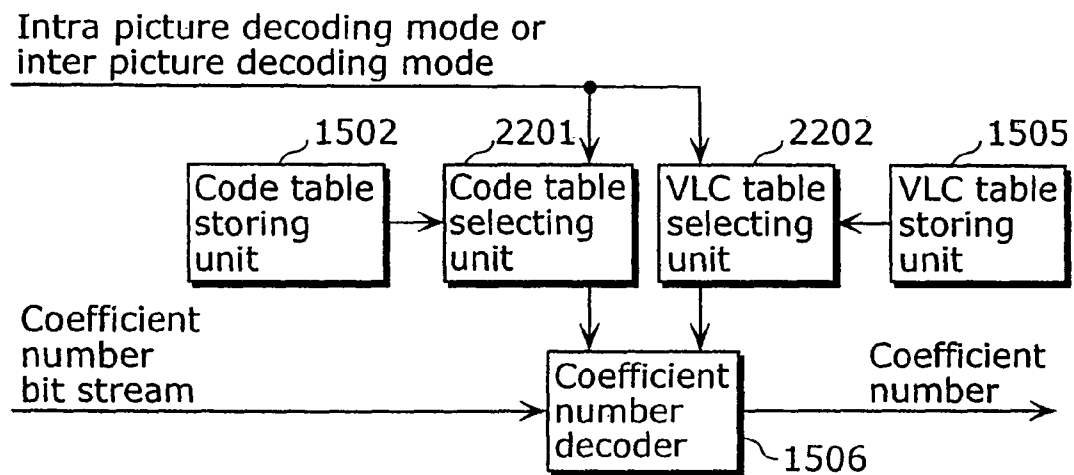 Intra picture decoding mode or
inter picture decoding mode
1502
2201
2202
1505
Code table
storing
unit
Code table
selecting
unit
VLC table
selecting
unit
VLC table
storing
unit
Coefficient
number
bit stream
Coefficient
number
decoder
Coefficient
number
1506